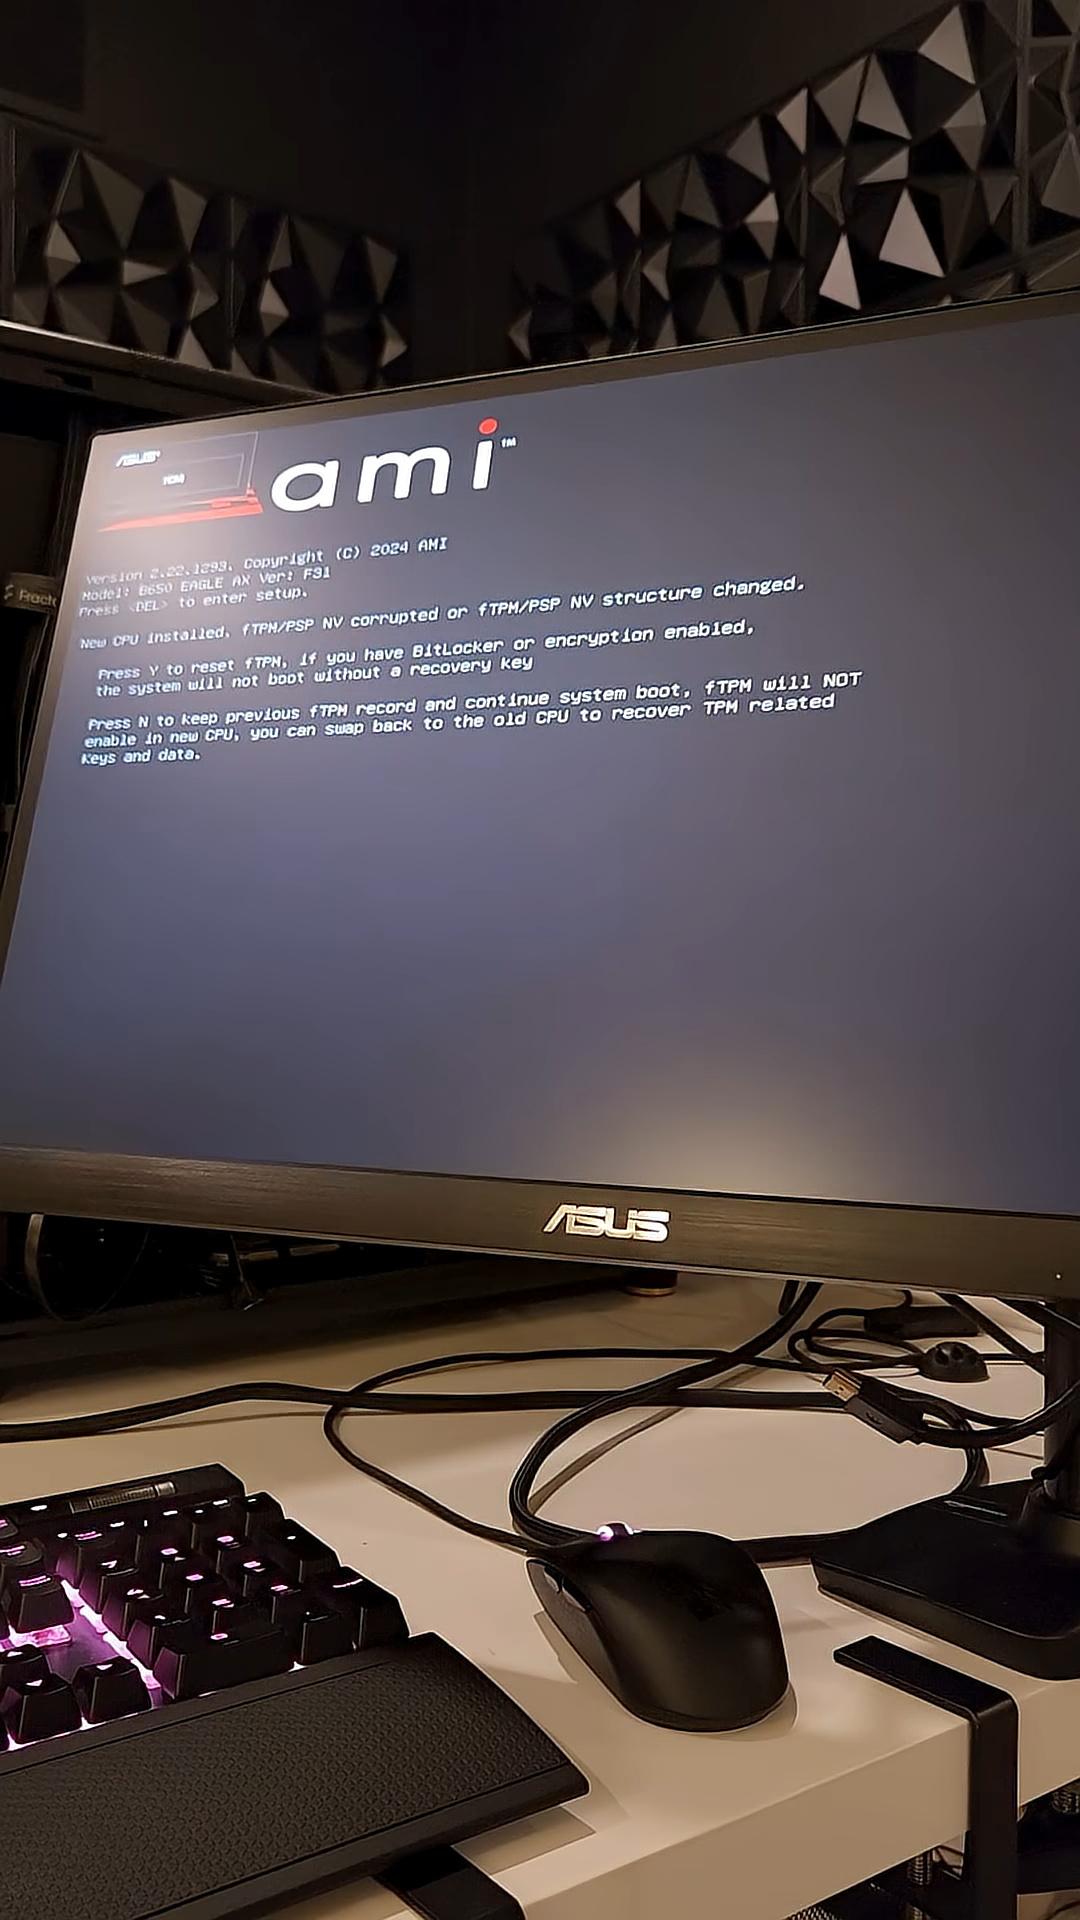 ASUS
ami™
Version 2.22.1293. Copyright (C) 2024 AMI
Model: B650 EAGLE AX Ver: F31
Press <DEL> to enter setup.
New CPU installed, fTPM/PSP NV corrupted or fTPM/PSP NV structure changed.
Press Y to reset fTPM, if you have BitLocker or encryption enabled,
the system will not boot without a recovery key
Press N to keep previous fTPM record and continue system boot, fTPM will NOT
enable in new CPU, you can swap back to the old CPU to recover TPM related
Keys and data.
ASUS